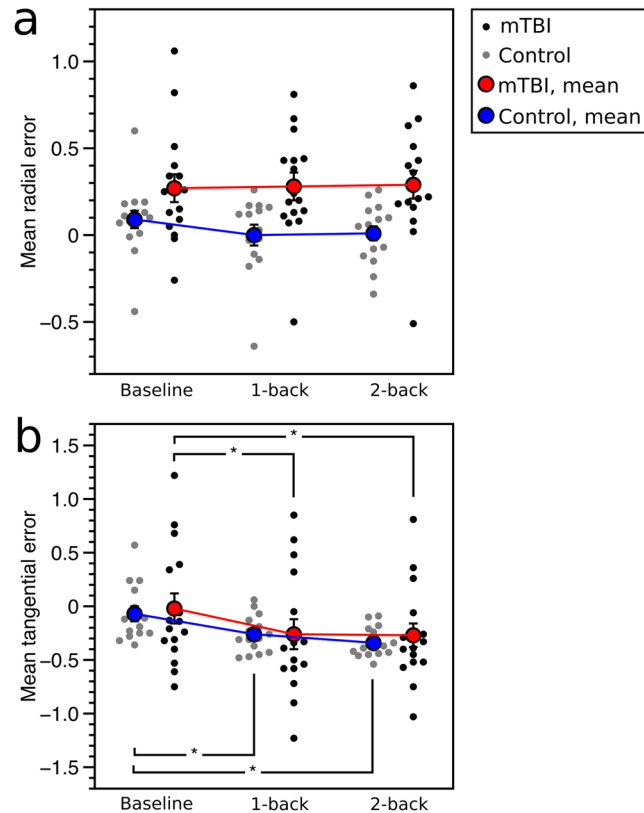 a
mTBI
Control
mTBI, mean
Control, mean
Mean radial error
1.0
0.5
0
−0.5
Baseline 1-back 2-back
b
Mean tangential error
1.5
1.0
0.5
0
−0.5
−1.0
−1.5
*
*
*
*
Baseline 1-back 2-back